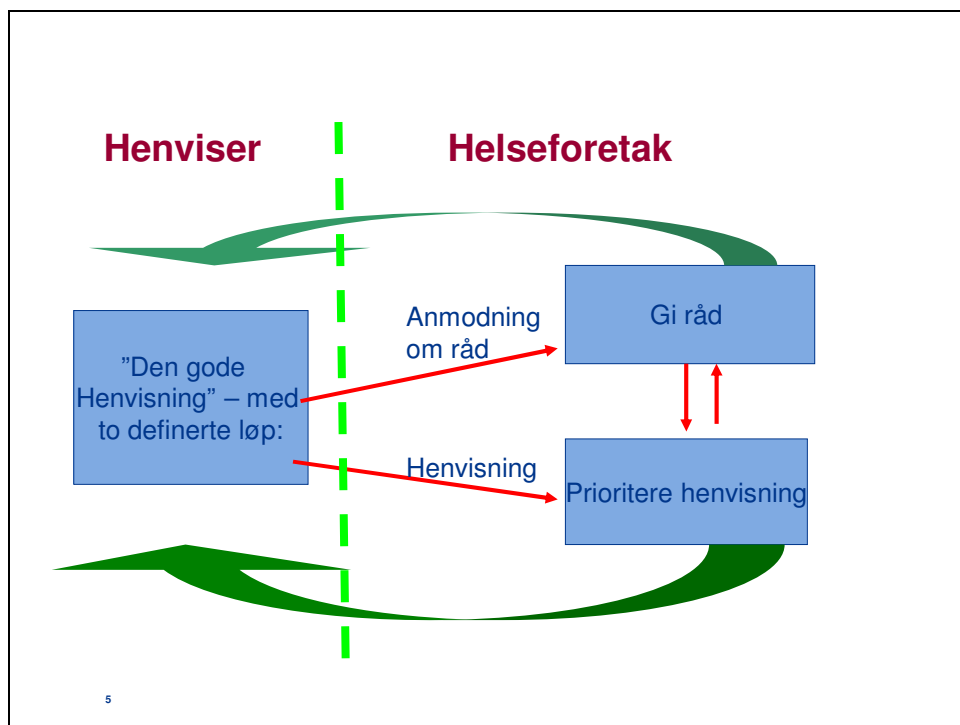 Henviser
Helseforetak
”Den gode
Henvisning” – med
to definerte løp:
Anmodning
om råd
Gi råd
Henvisning
Prioritere henvisning
5